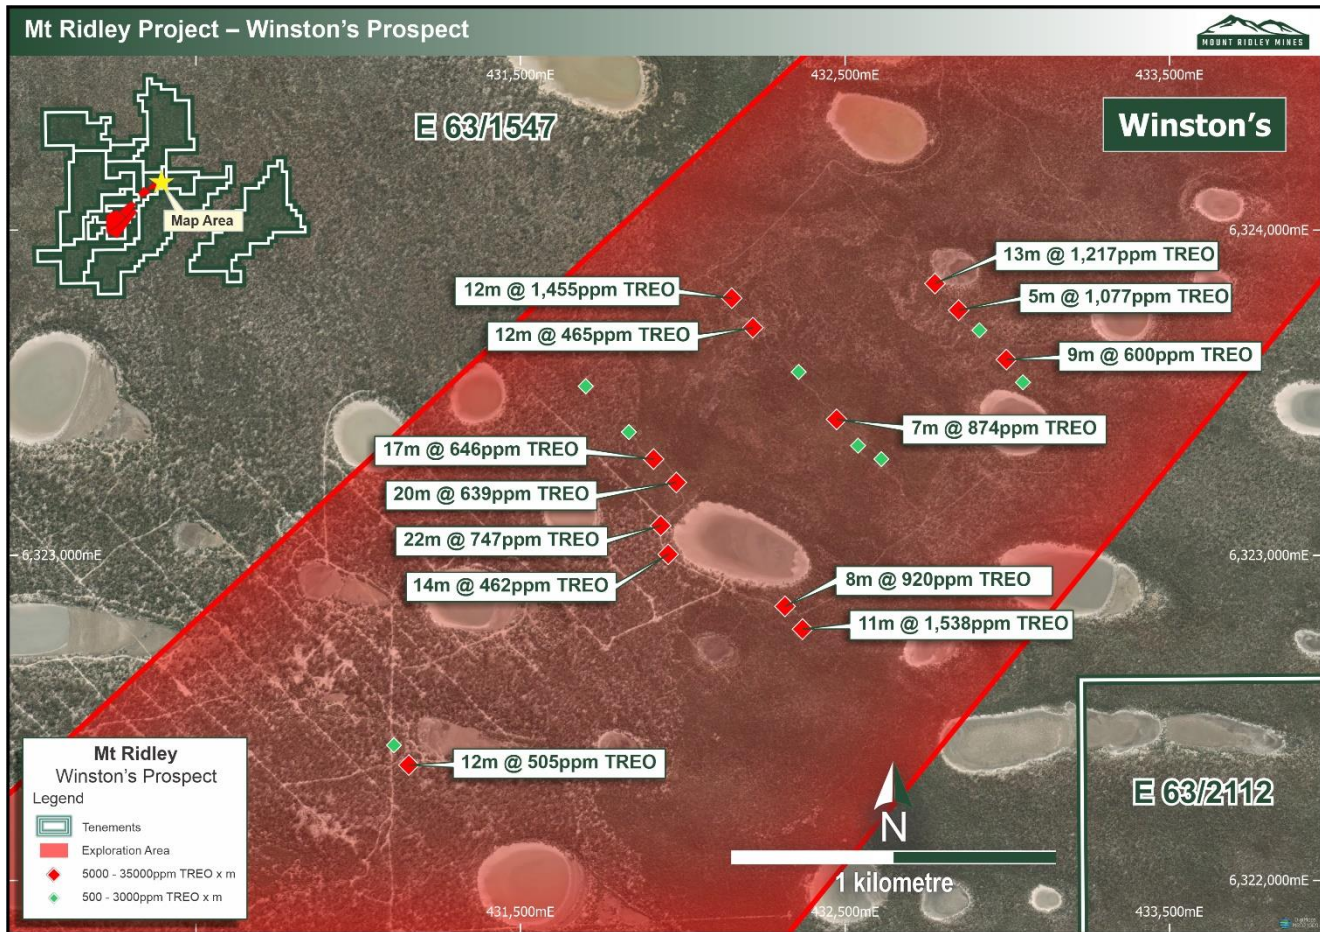 Mt Ridley Project – Winston's Prospect
MOUNT RIDLEY MINES
431,500mE
432,500mE
433,500mE
E 63/1547
Winston's
Map Area
6,324,000mE
13m @ 1,217ppm TREO
12m @ 1,455ppm TREO
5m @ 1,077ppm TREO
12m @ 465ppm TREO
9m @ 600ppm TREO
7m @ 874ppm TREO
17m @ 646ppm TREO
20m @ 639ppm TREO
22m @ 747ppm TREO
6,323,000mE
6,323,000mE
14m @ 462ppm TREO
8m @ 920ppm TREO
11m @ 1,538ppm TREO
12m @ 505ppm TREO
E 63/2112
Mt Ridley
Winston's Prospect
Legend
Tenements
Exploration Area
5000 - 35000ppm TREO x m
500 - 3000ppm TREO x m
N
1 kilometre
6,322,000mE
431,500mE
432,500mE
433,500mE